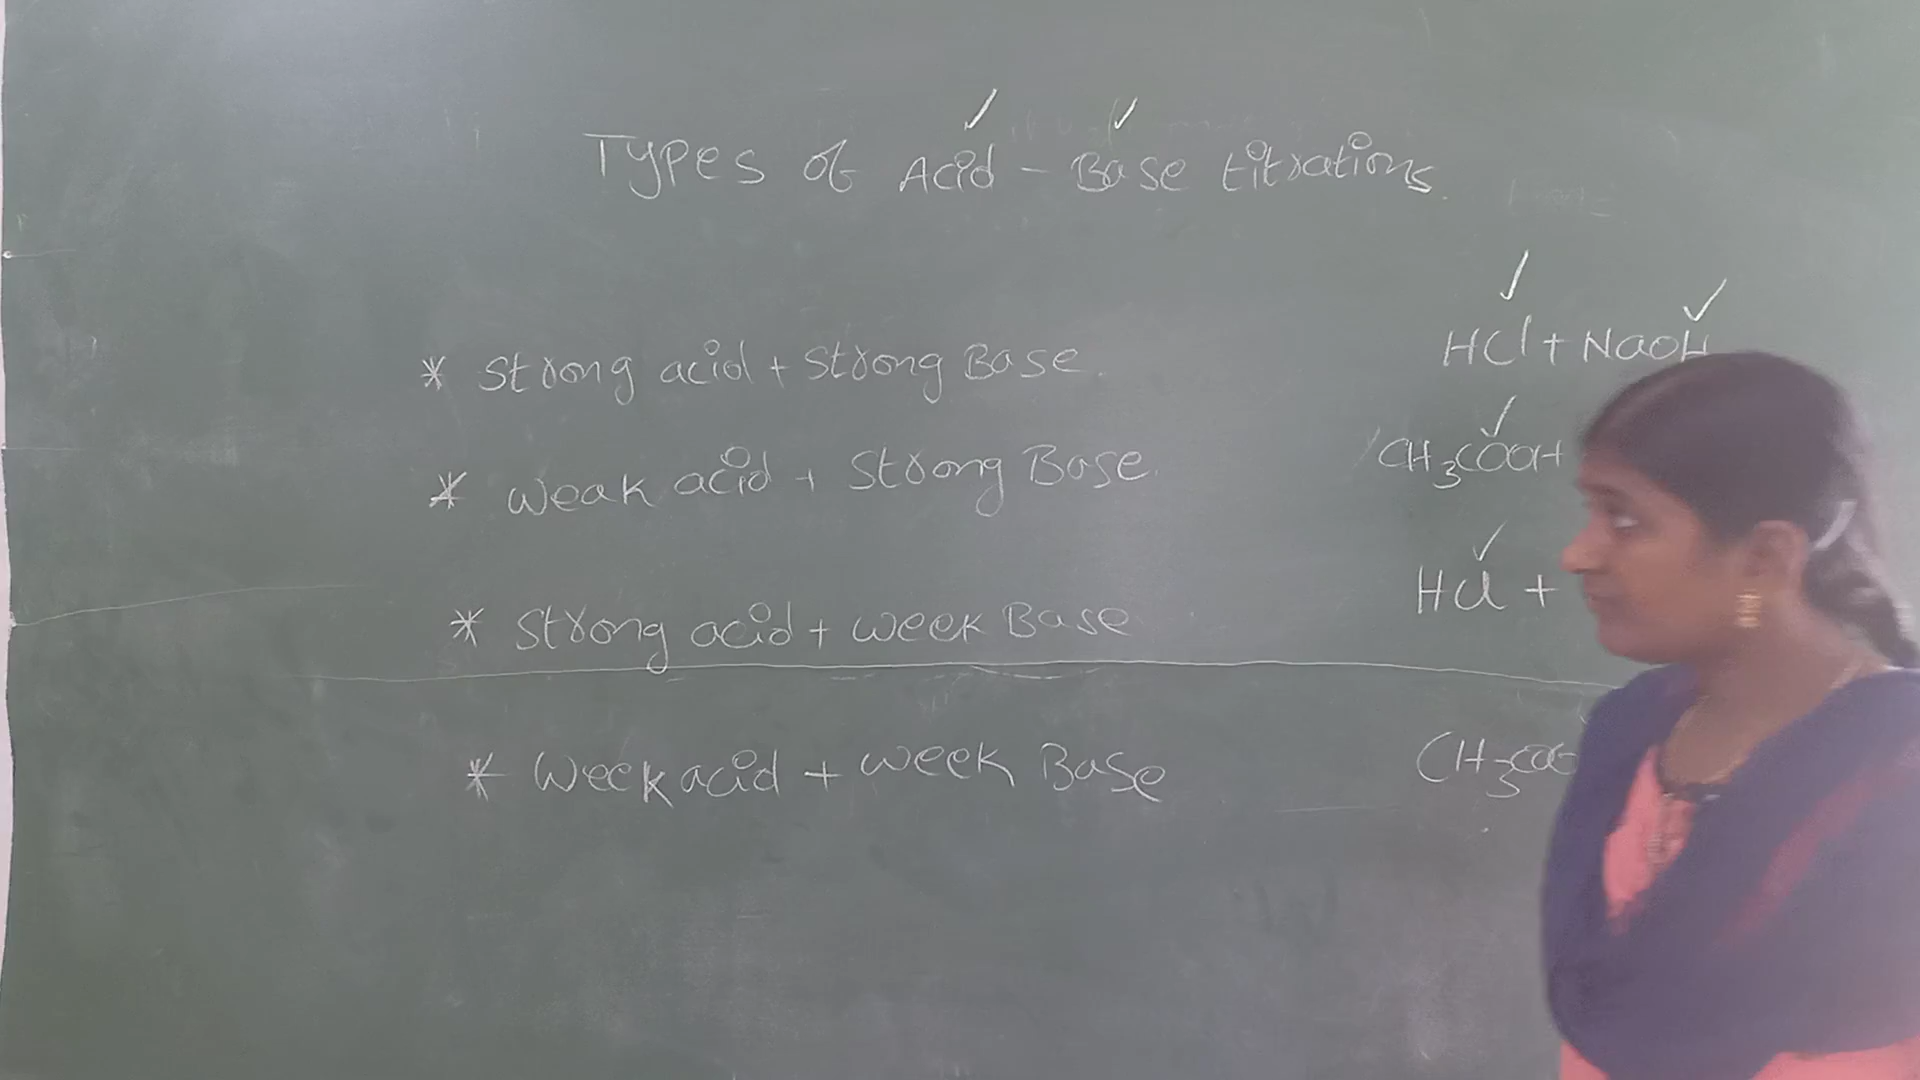 Types of Acid - Base titrations.
* Strong acid + Strong Base. HCl + NaOH
* Weak acid + Strong Base. CH3COOH
* Strong acid + week Base HCl +
* Week acid + week Base CH3COO